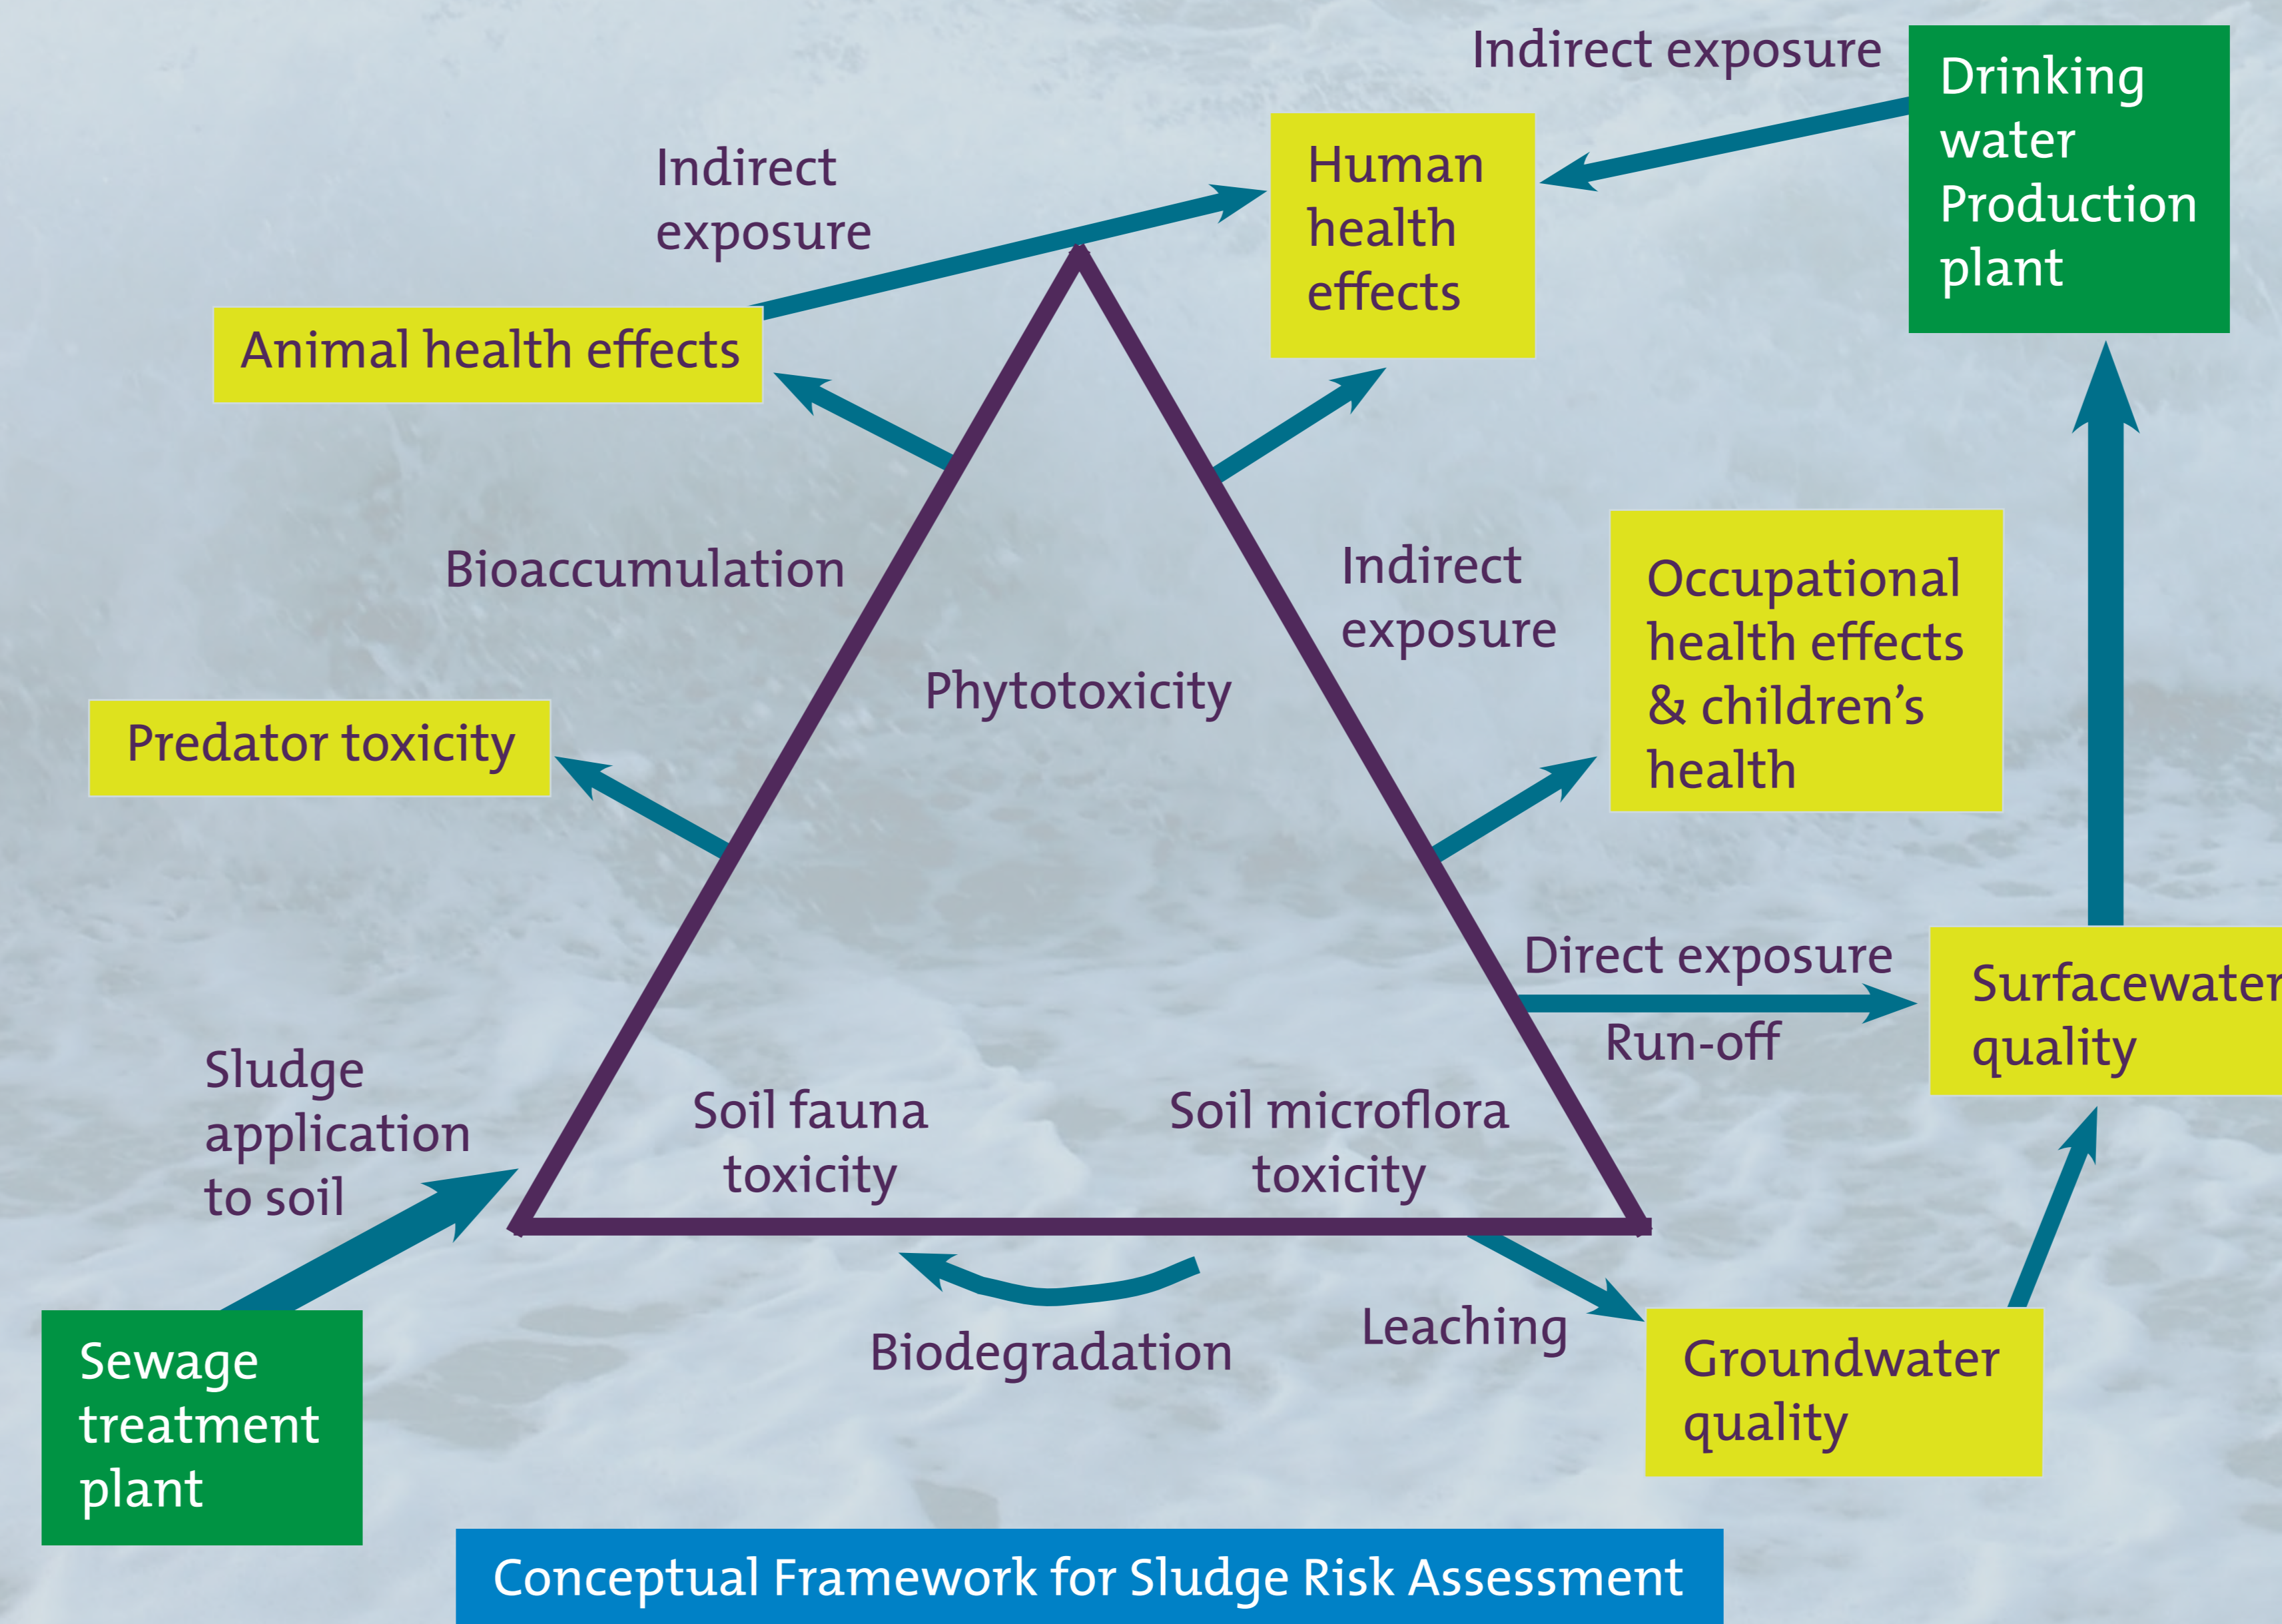 Indirect exposure
Drinking
water
Production
plant
Human
health
effects
Indirect
exposure
Animal health effects
Bioaccumulation
Indirect
exposure
Occupational
health effects
& children’s
health
Phytotoxicity
Predator toxicity
Direct exposure
Run-off
Surfacewater
quality
Sludge
application
to soil
Soil fauna
toxicity
Soil microflora
toxicity
Biodegradation
Leaching
Groundwater
quality
Sewage
treatment
plant
Conceptual Framework for Sludge Risk Assessment